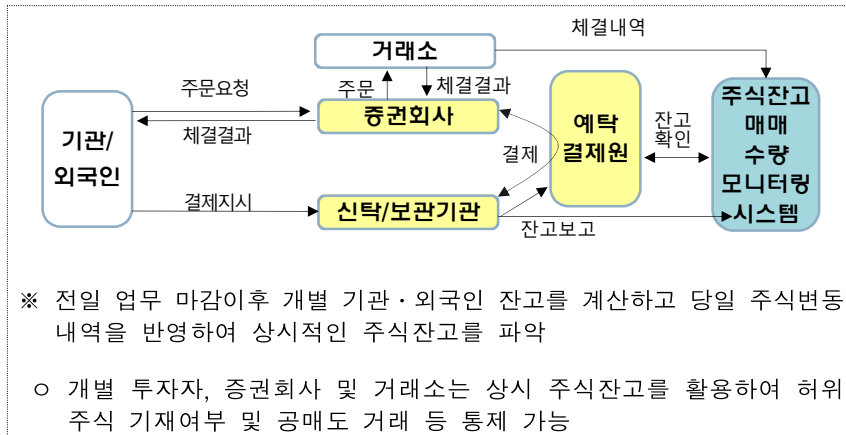 체결내역
거래소
주문요청
주문
체결결과
기관/
외국인
체결결과
증권회사
예탁
결제원
잔고
확인
주식잔고
매매
수량
모니터링
시스템
결제
결제지시
신탁/보관기관
잔고보고
※ 전일 업무 마감이후 개별 기관·외국인 잔고를 계산하고 당일 주식변동
내역을 반영하여 상시적인 주식잔고를 파악
ㅇ 개별 투자자, 증권회사 및 거래소는 상시 주식잔고를 활용하여 허위
주식 기재여부 및 공매도 거래 등 통제 가능